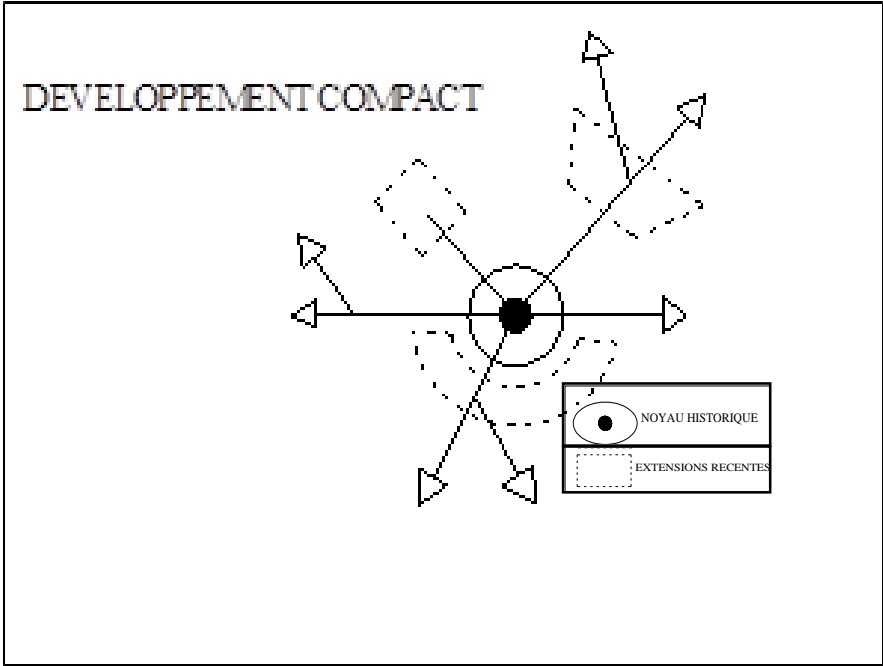 DEVELOPPEMENT COMPACT
NOYAU HISTORIQUE
EXTENSIONS RECENTES